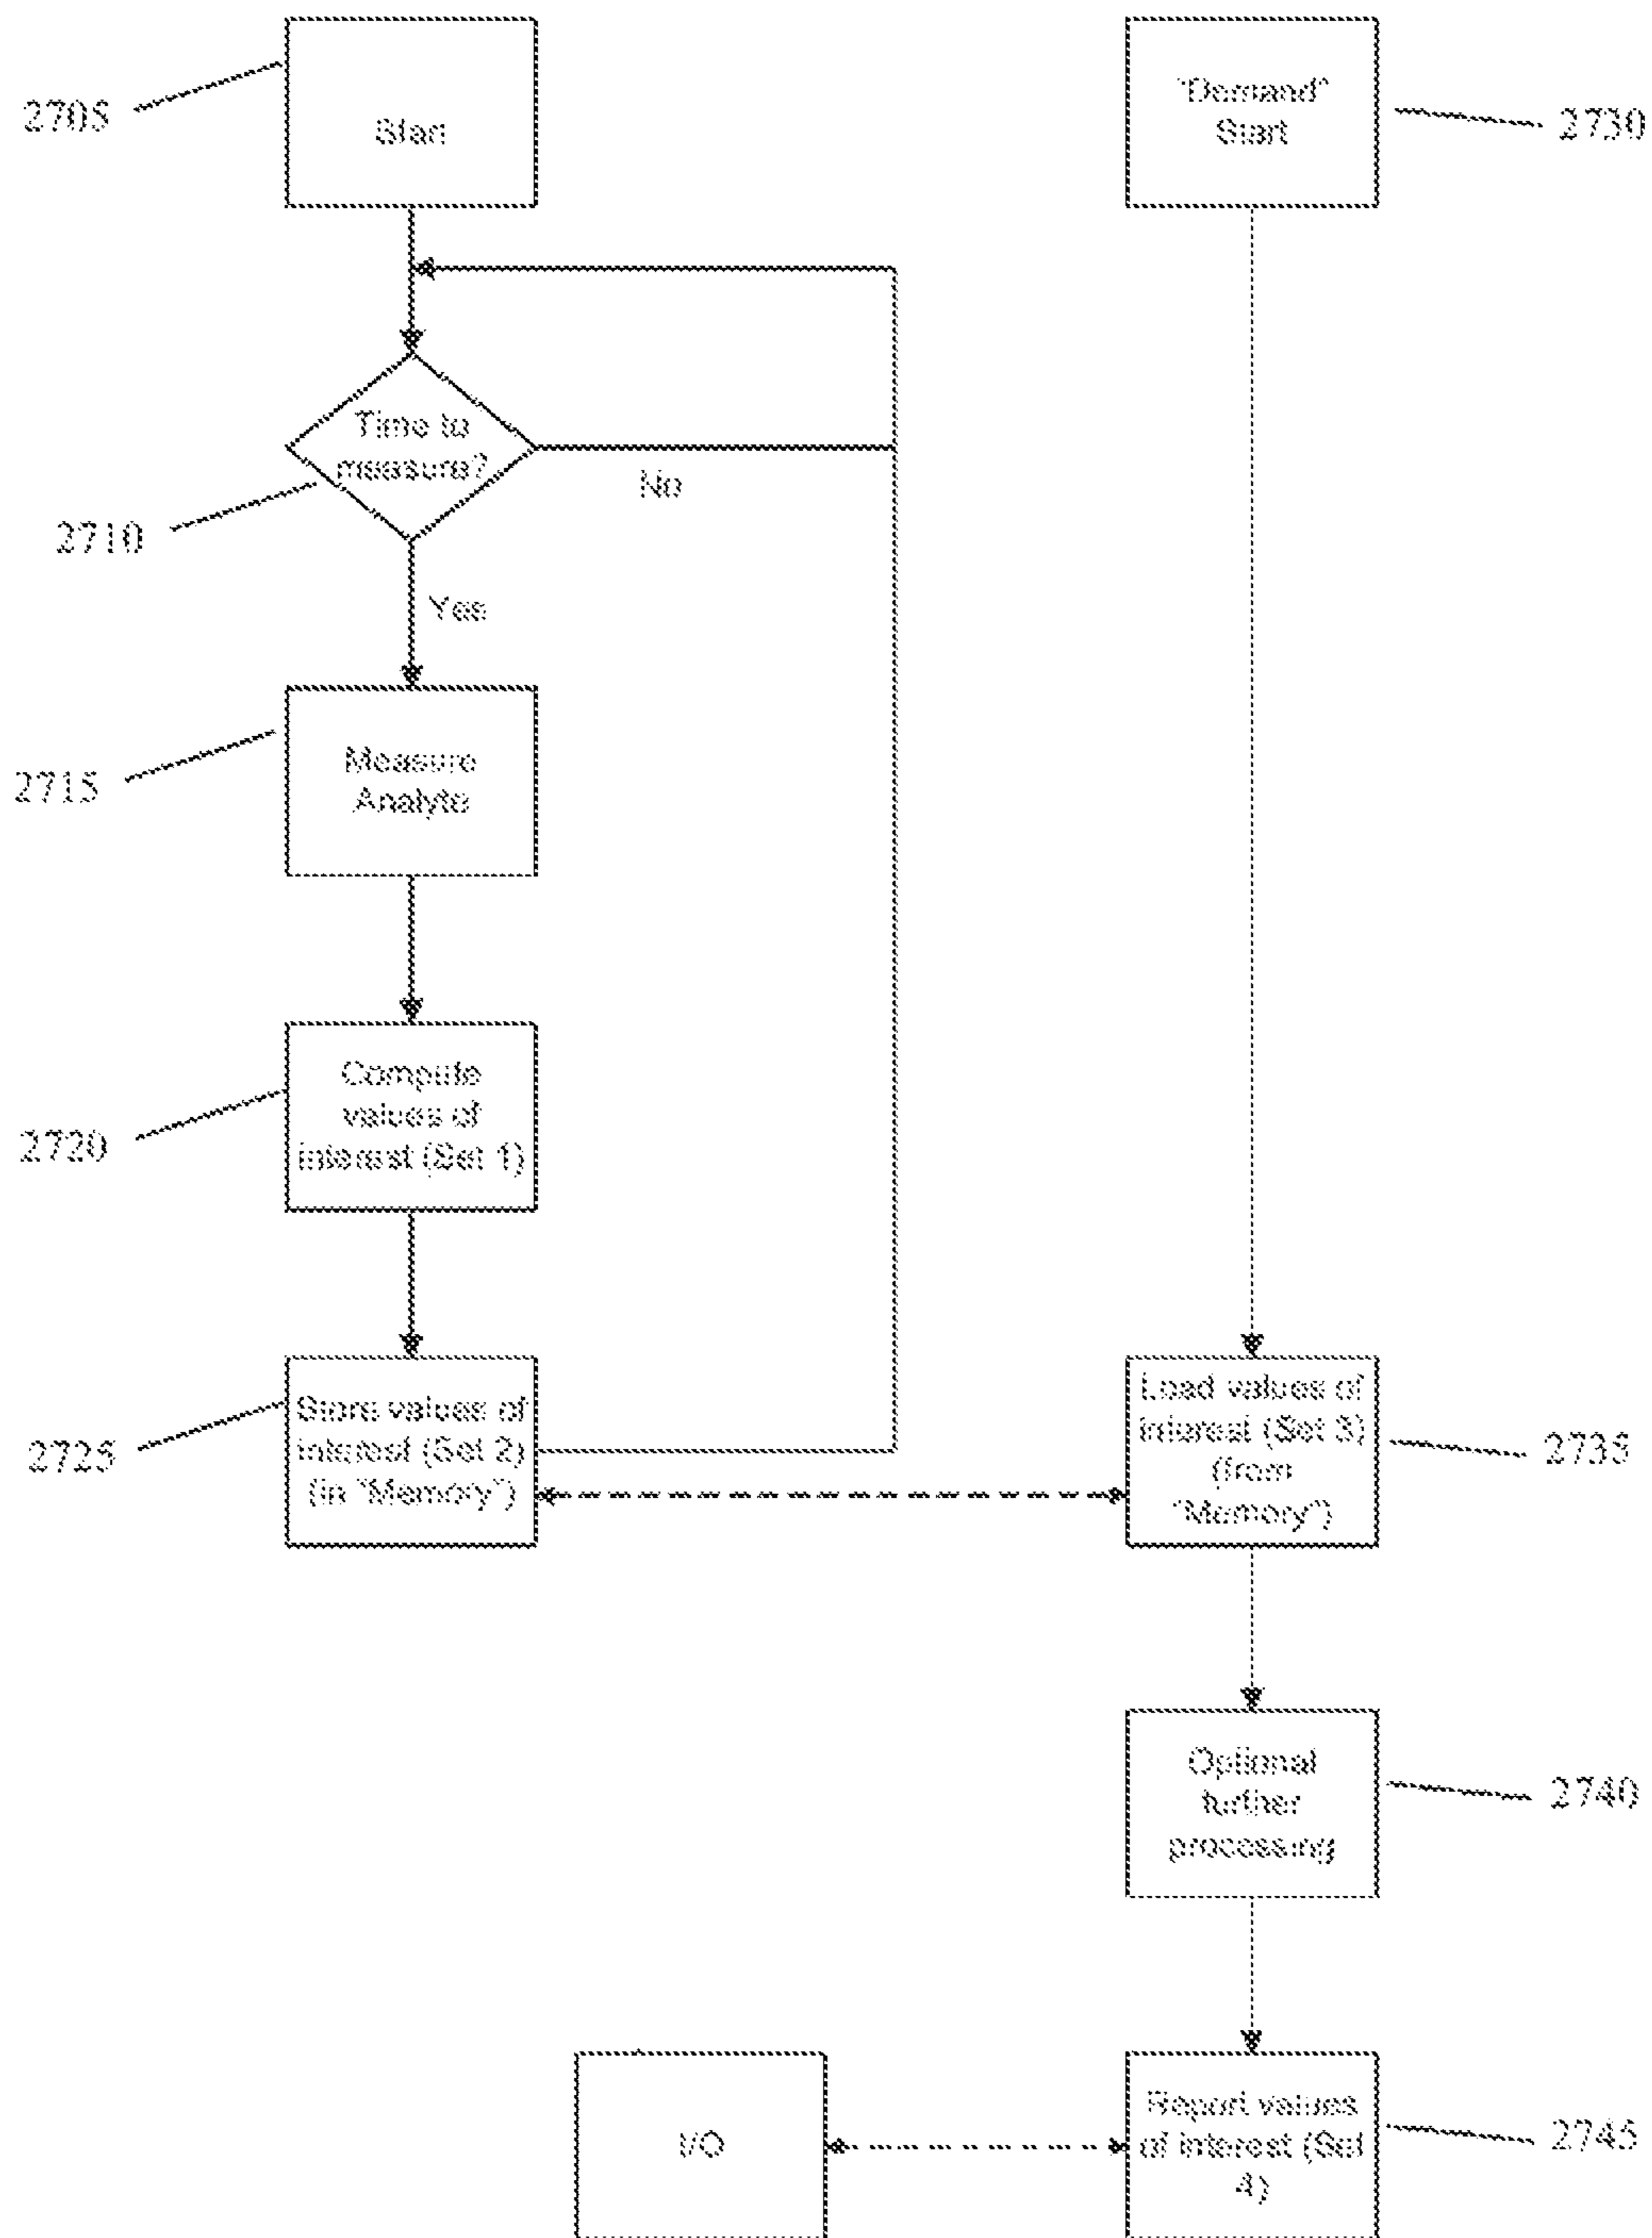 2705
Start
"Demand"
Start
2730
Time to
measure?
No
2710
Yes
2715
Measure
Analyte
2720
Compute
values of
interest (Set 1)
2725
Store values of
interest (Set 2)
(in "Memory")
Load values of
interest (Set 3)
(from
"Memory")
2735
Optional
further
processing
2740
I/O
Report values
of interest (Set
4)
2745